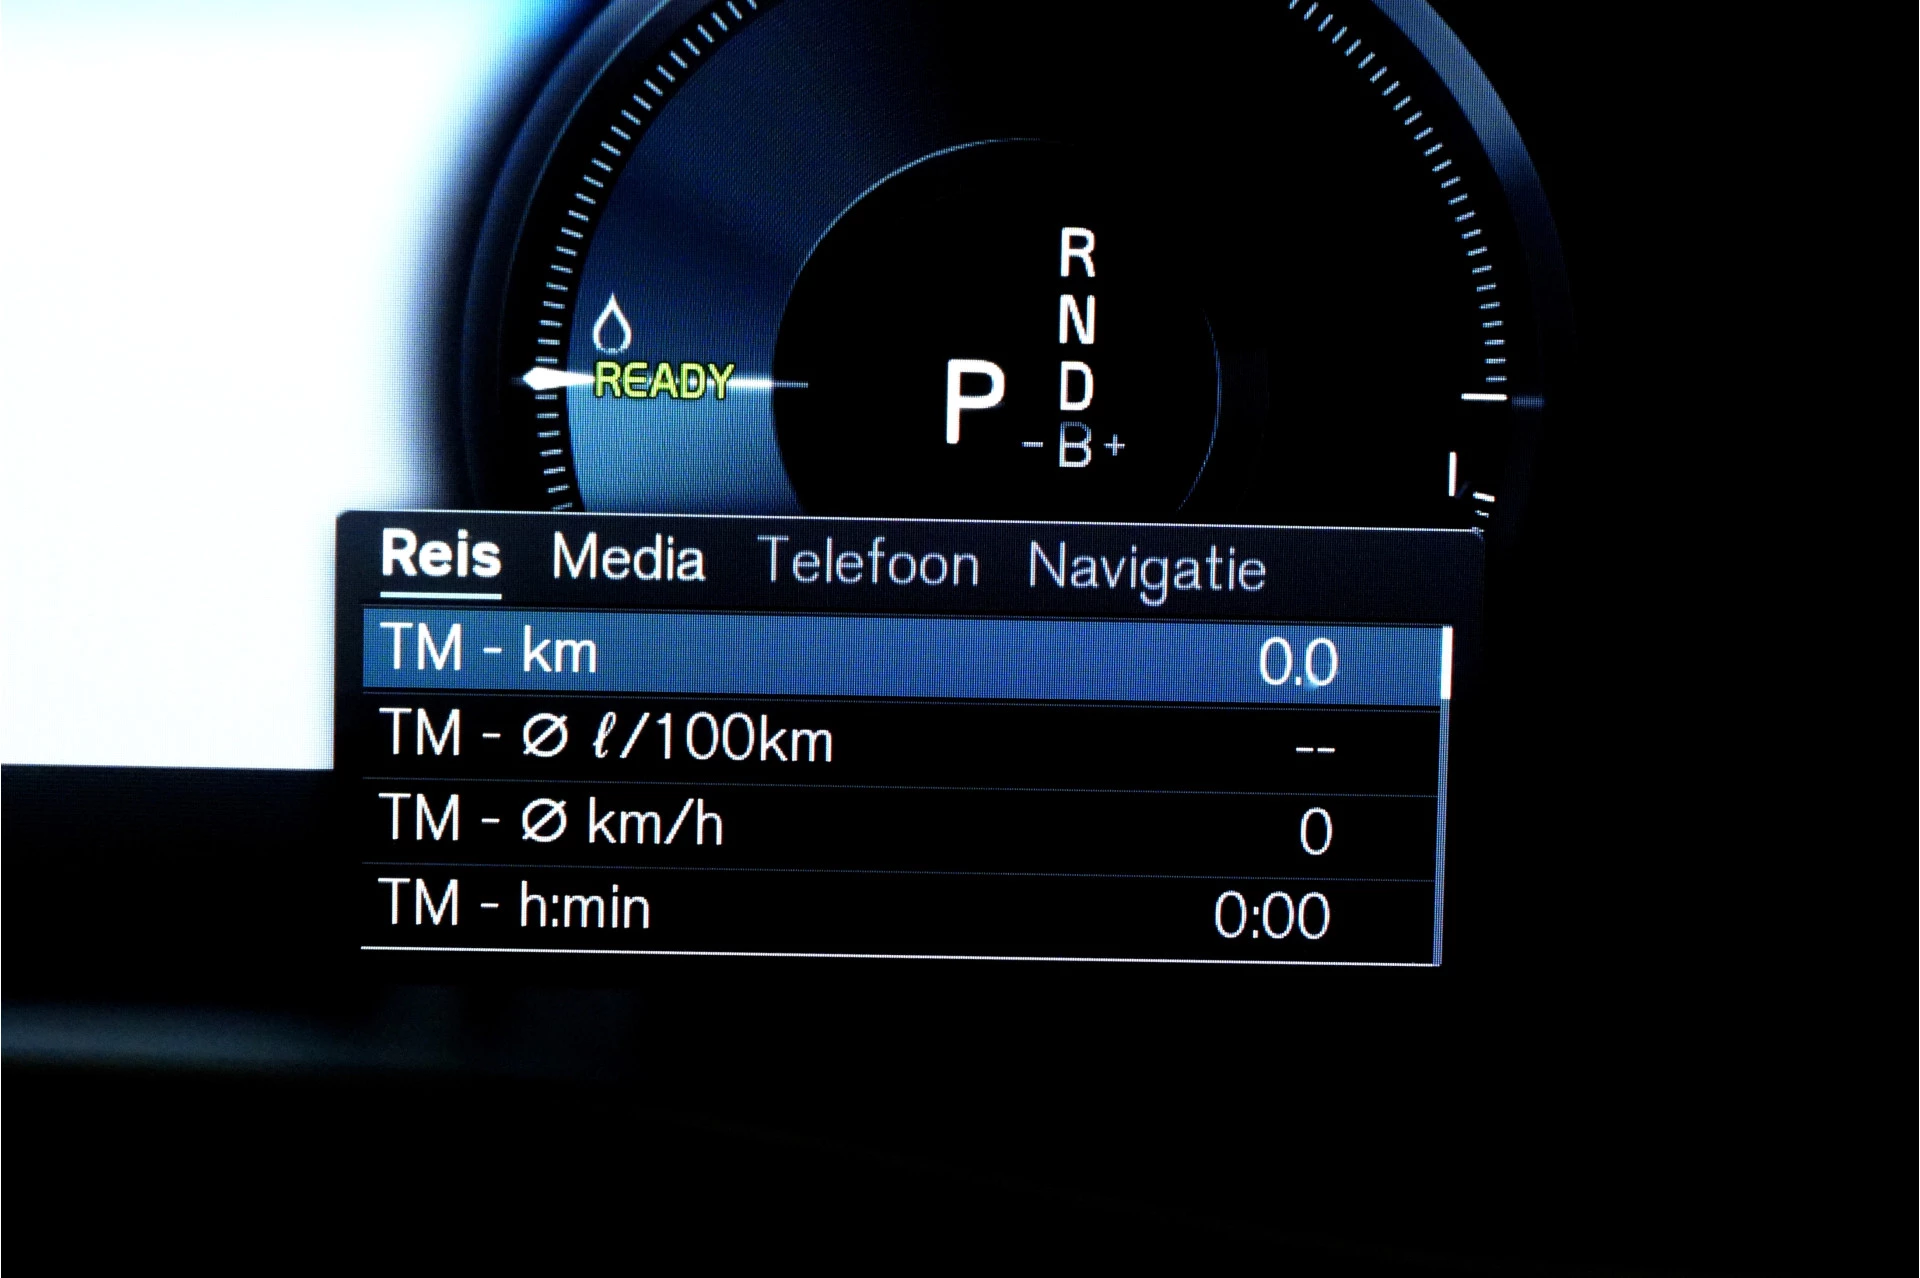 R
N
READY
P D
- B +
Reis Media Telefoon Navigatie
TM - km 0.0
TM - Ø ℓ/100km --
TM - Ø km/h 0
TM - h:min 0:00